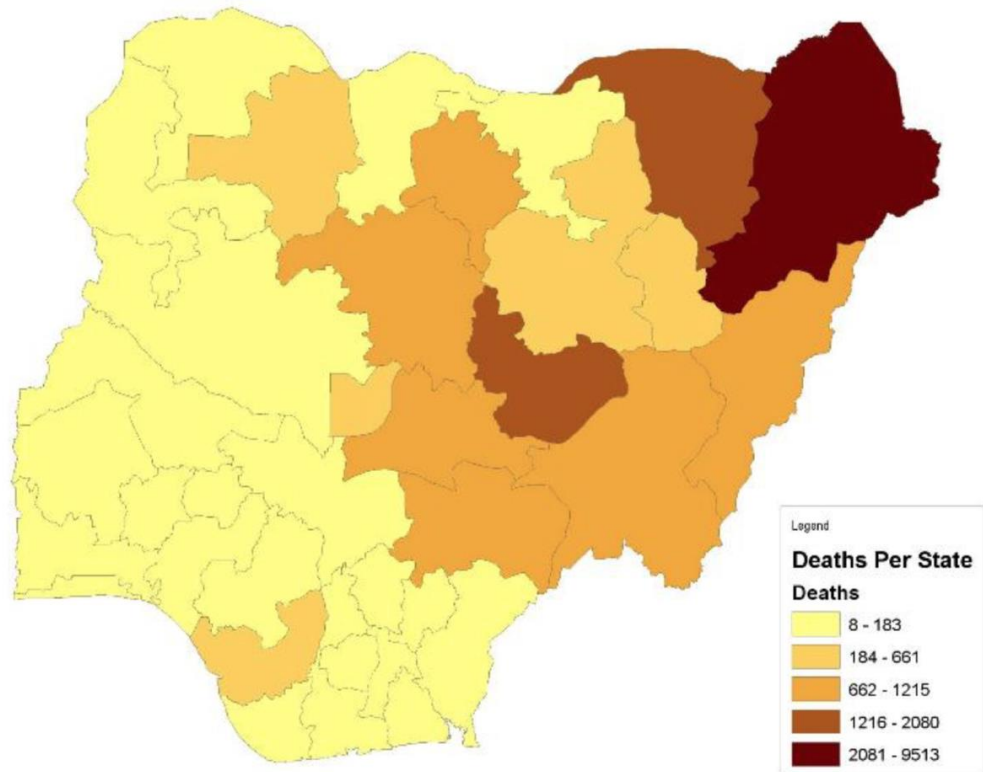 Legend
Deaths Per State
Deaths
8 - 183
184 - 661
662 - 1215
1216 - 2080
2081 - 9513